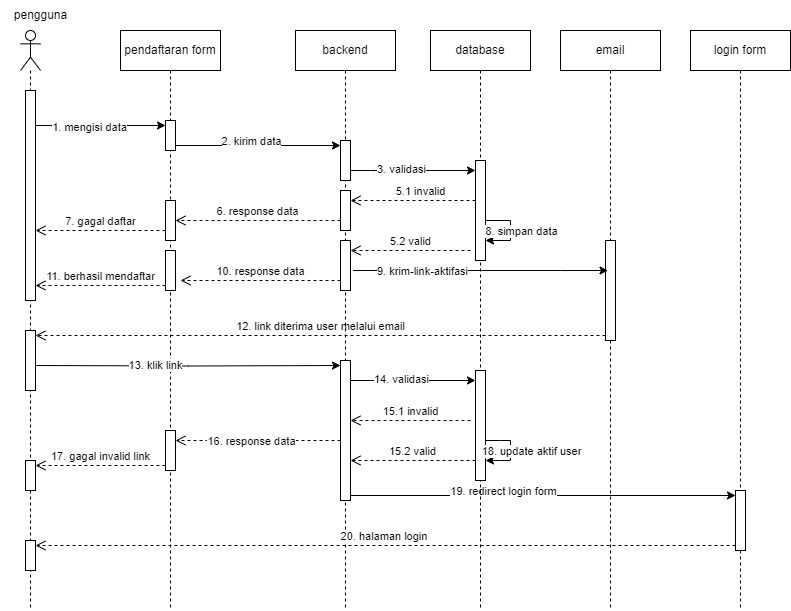 pengguna
pendaftaran form
backend
database
email
login form
1. mengisi data
2. kirim data
3. validasi
5.1 invalid
6. response data
7. gagal daftar
8. simpan data
5.2 valid
9. krim-link-aktifasi
10. response data
11. berhasil mendaftar
12. link diterima user melalui email
13. klik link
14. validasi
15.1 invalid
16. response data
15.2 valid
18. update aktif user
17. gagal invalid link
19. redirect login form
20. halaman login